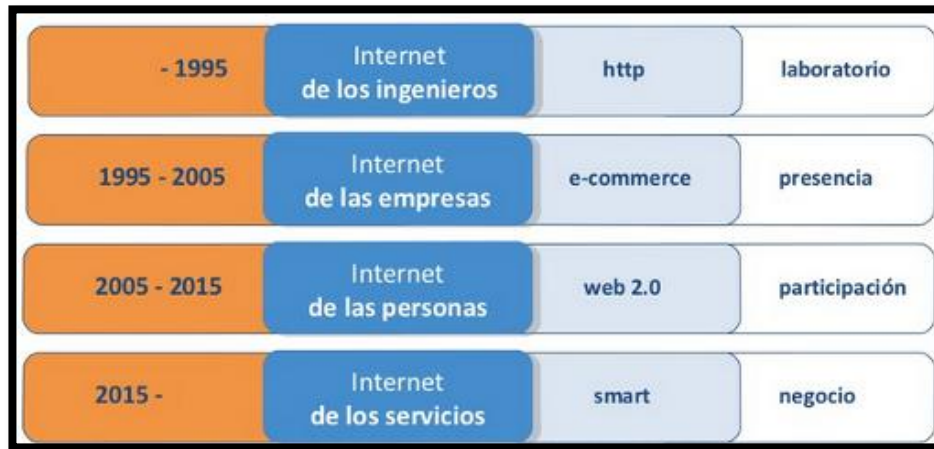 - 1995
Internet
de los ingenieros
http
laboratorio
1995 - 2005
Internet
de las empresas
e-commerce
presencia
2005 - 2015
Internet
de las personas
web 2.0
participación
2015 -
Internet
de los servicios
smart
negocio